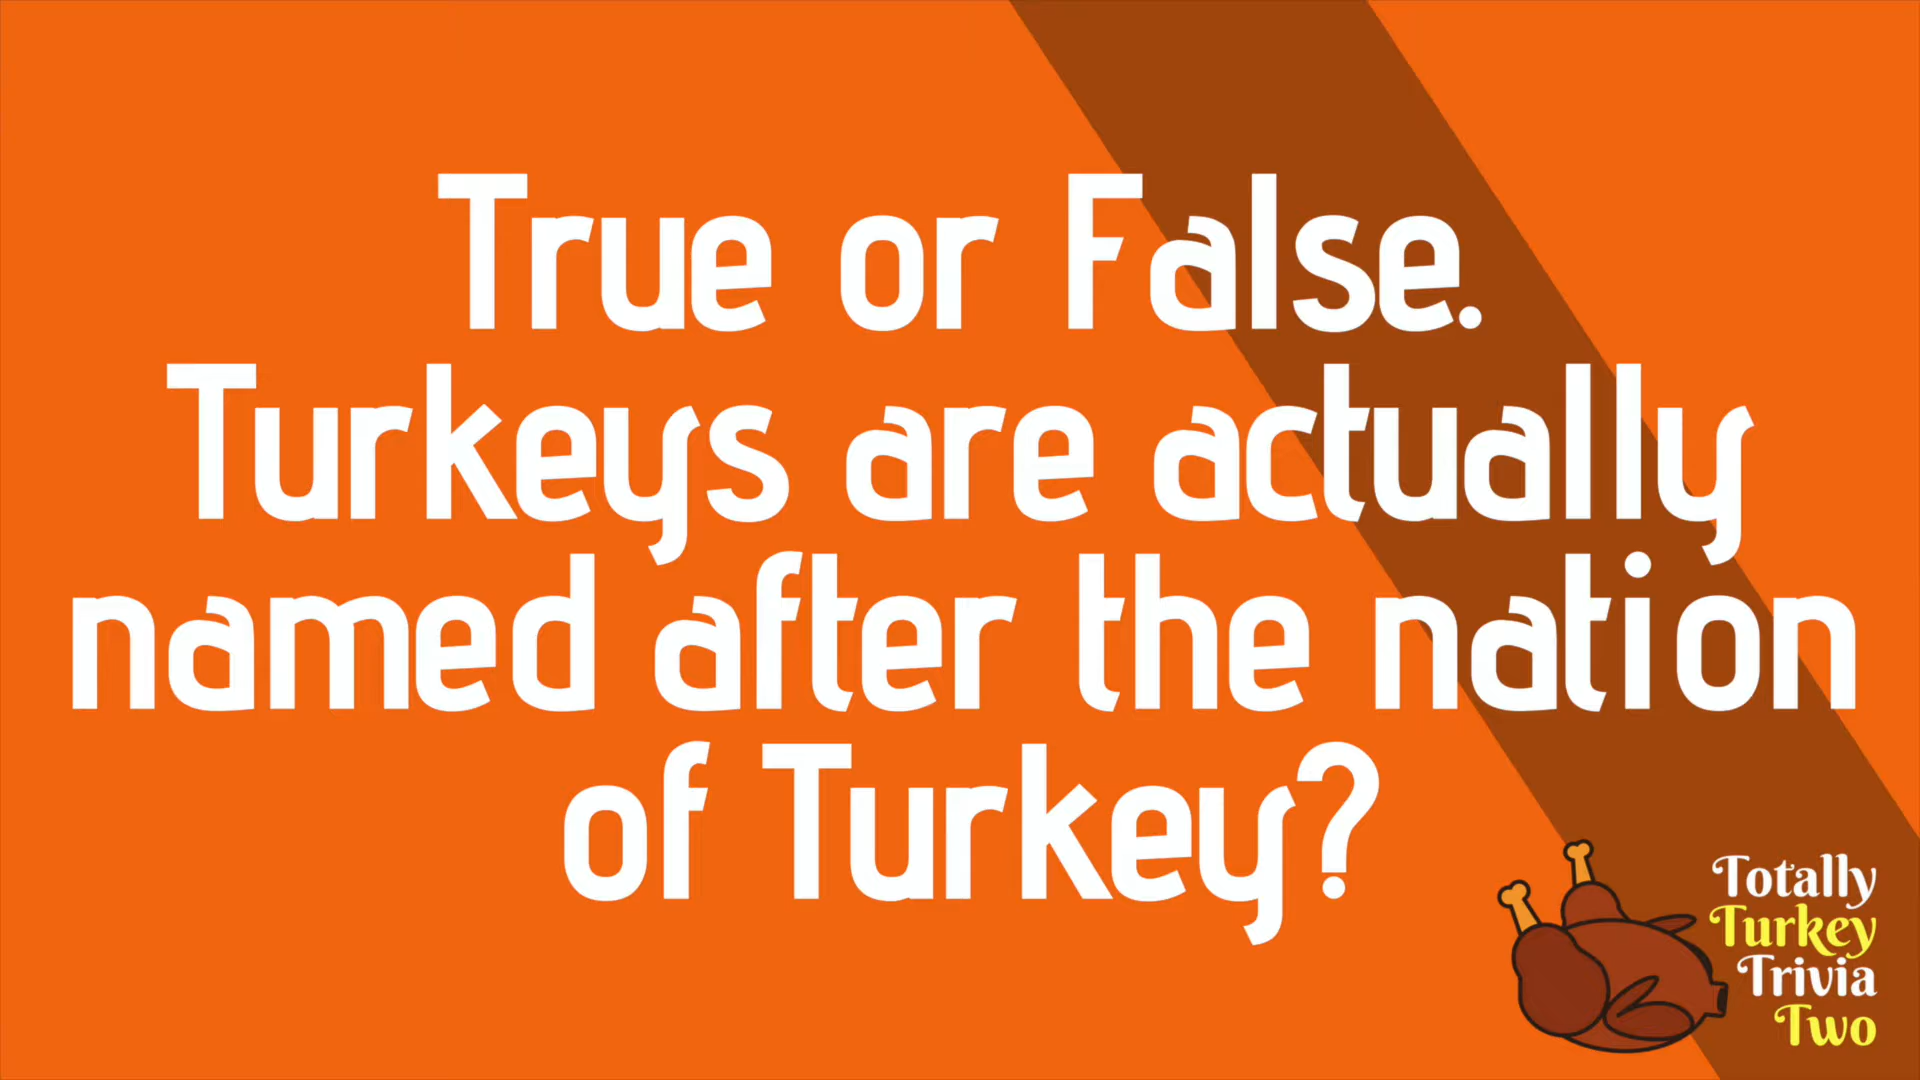 True or False.
Turkeys are actually
named after the nation
of Turkey?
Totally
Turkey
Trivia
Two